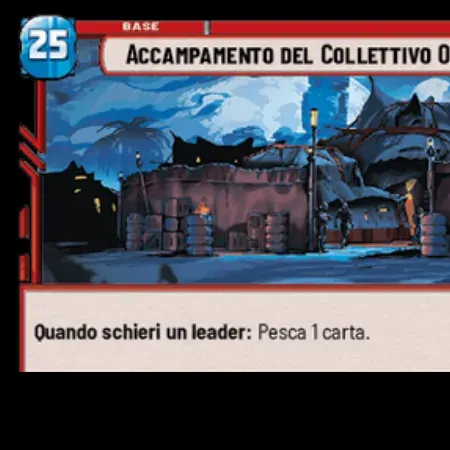 BASE
25
ACCAMPAMENTO DEL COLLETTIVO
Quando schieri un leader: Pesca 1 carta.